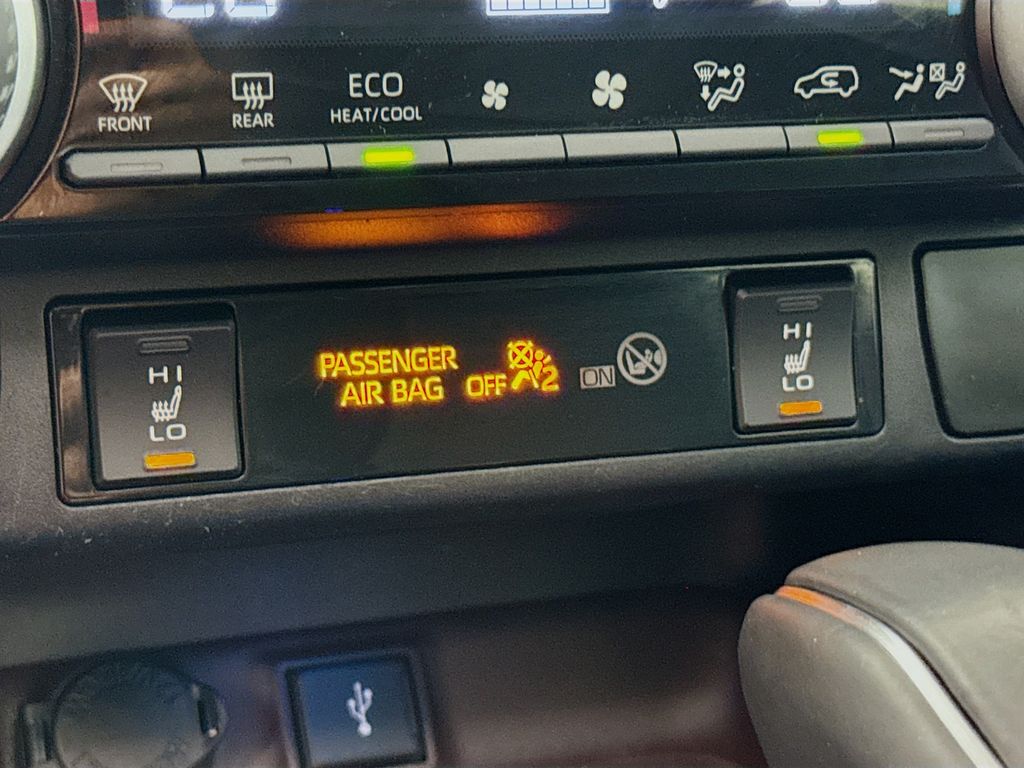 FRONT
REAR
ECO
HEAT/COOL
HI
LO
PASSENGER
AIR BAG OFF 2
ON
HI
LO